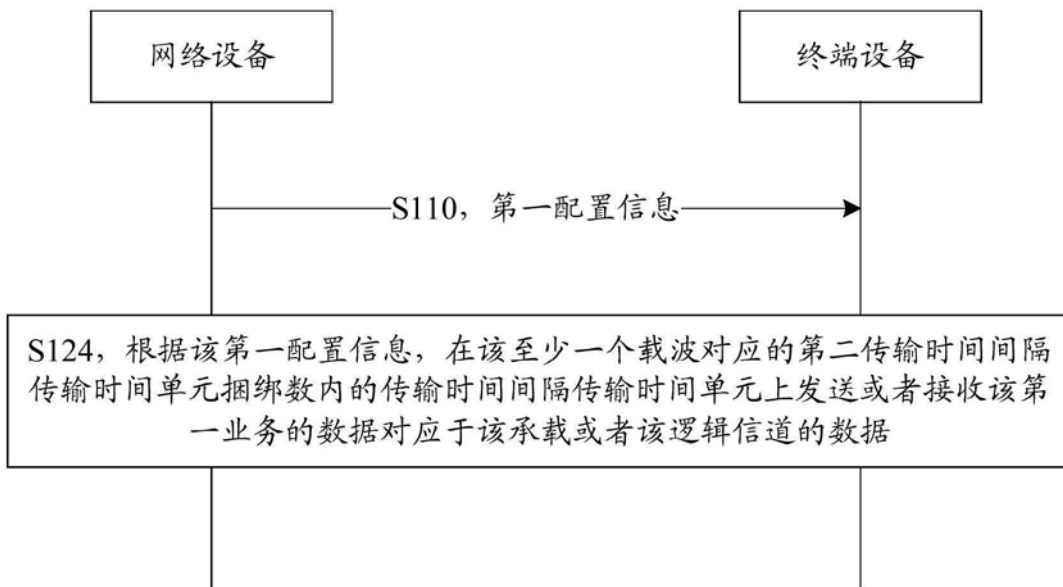 网络设备
终端设备
S110，第一配置信息
S124，根据该第一配置信息，在该至少一个载波对应的第二传输时间间隔
传输时间单元捆绑数内的传输时间间隔传输时间单元上发送或者接收该第
一业务的数据对应于该承载或者该逻辑信道的数据